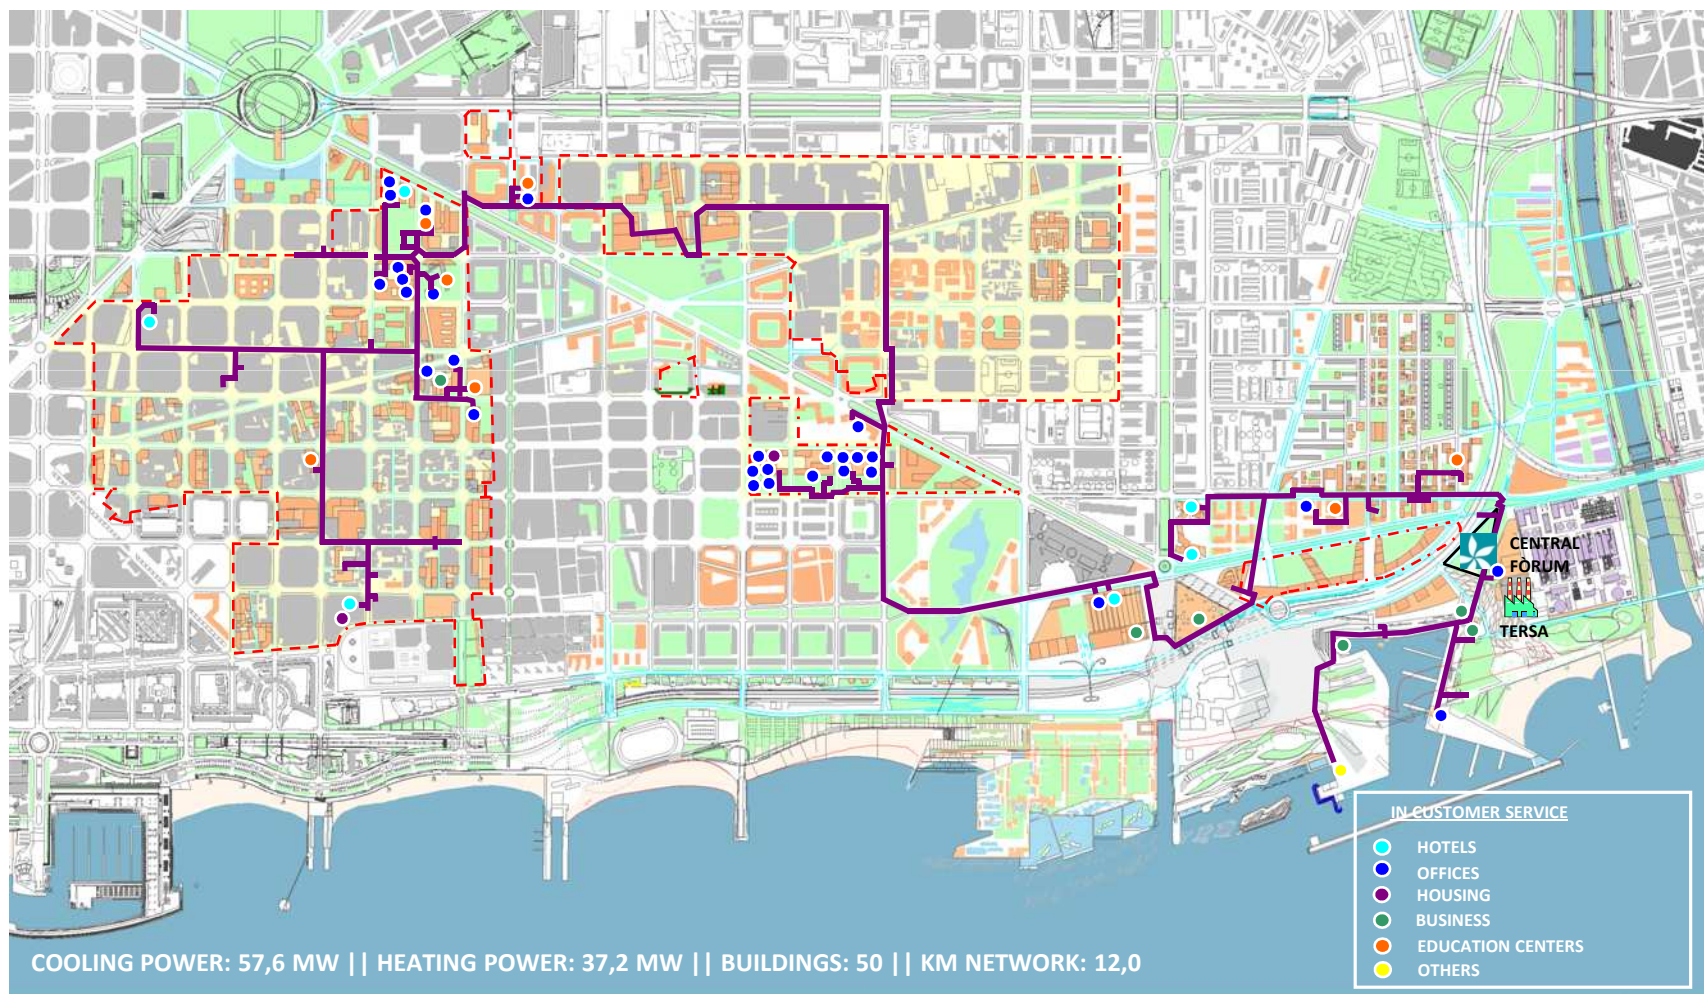 CENTRAL
FÒRUM
TERSA
IN CUSTOMER SERVICE
HOTELS
OFFICES
HOUSING
BUSINESS
EDUCATION CENTERS
OTHERS
COOLING POWER: 57,6 MW || HEATING POWER: 37,2 MW || BUILDINGS: 50 || KM NETWORK: 12,0